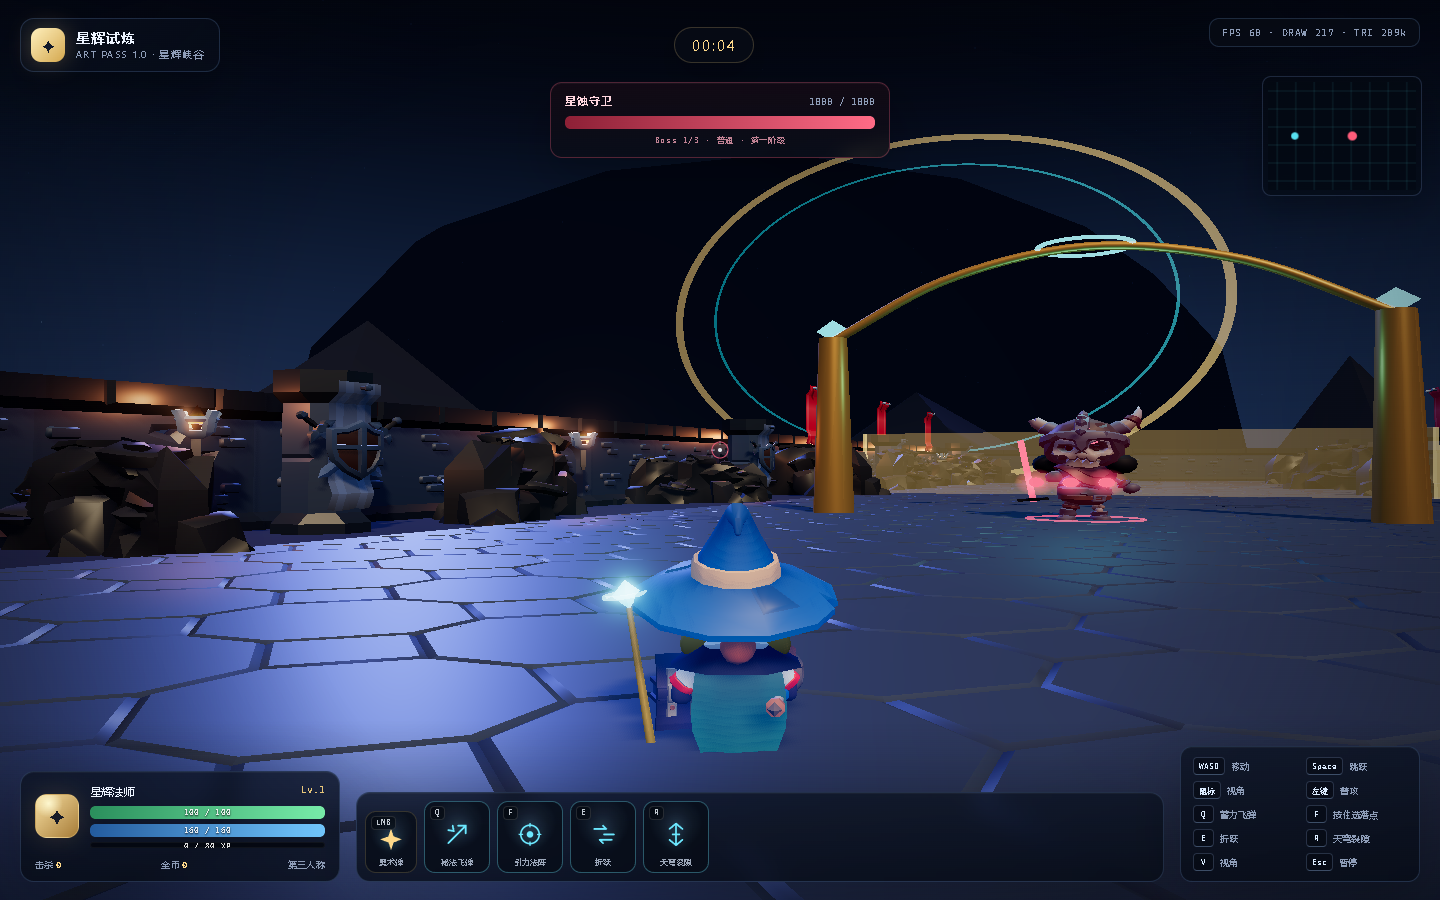 星辉试炼
ART PASS 1.0 · 星辉峡谷
00:04
FPS 60 · DRAW 217 · TRI 209k
星蚀守卫 1800 / 1800
Boss 1/3 · 普通 · 第一阶段
星辉法师 Lv.1
100 / 100
160 / 160
0 / 80 XP
击杀 0 金币 0 第三人称
LMB
魔术弹
Q
秘法飞弹
F
引力法阵
E
折跃
R
天穹裂隙
WASD 移动 Space 跳跃
鼠标 视角 左键 普攻
Q 蓄力飞弹 F 按住选落点
E 折跃 R 天穹裂隙
V 视角 Esc 暂停